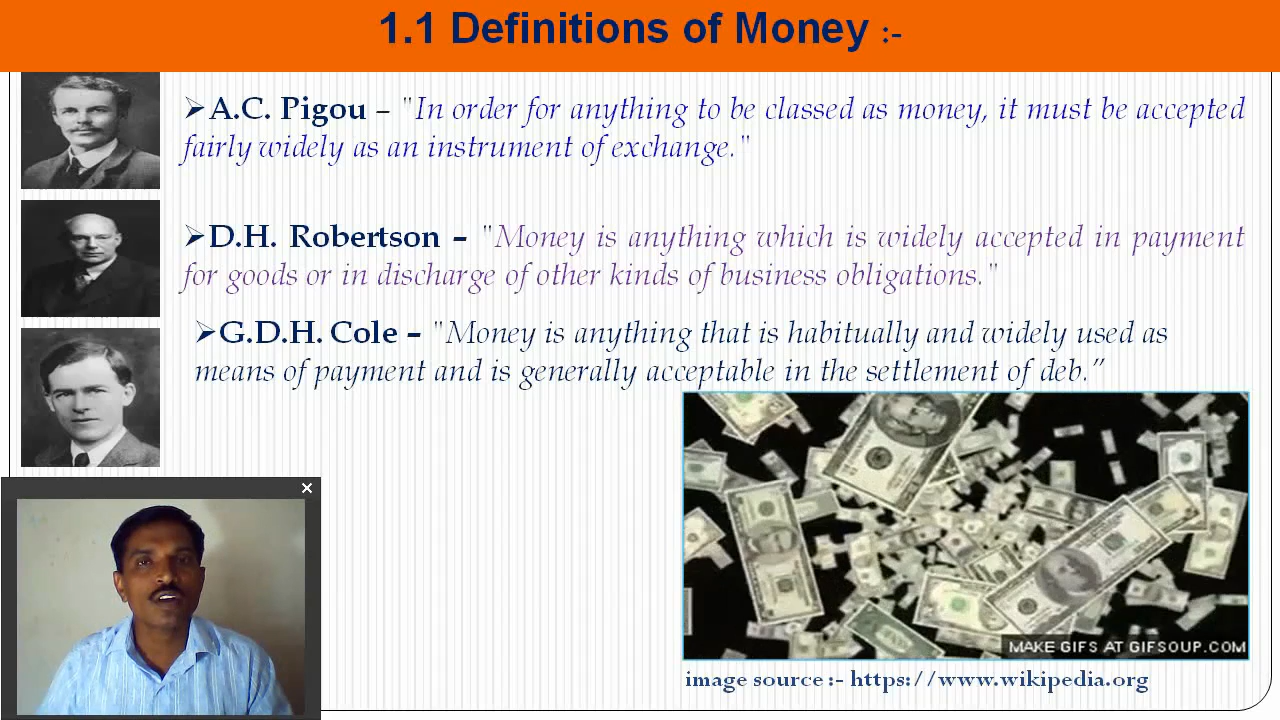 1.1 Definitions of Money :-
➢A.C. Pigou – "In order for anything to be classed as money, it must be accepted
fairly widely as an instrument of exchange."
➢D.H. Robertson – "Money is anything which is widely accepted in payment
for goods or in discharge of other kinds of business obligations."
➢G.D.H. Cole – "Money is anything that is habitually and widely used as
means of payment and is generally acceptable in the settlement of deb.”
MAKE GIFS AT GIFSOUP.COM
image source :- https://www.wikipedia.org